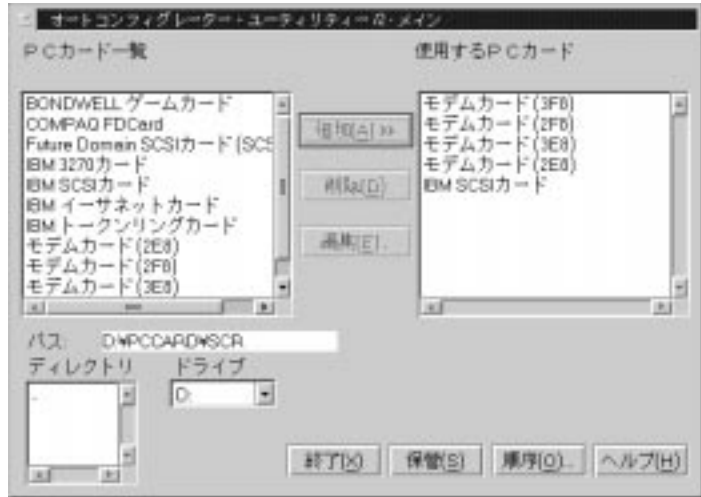 オートコンフィグレーター・ユーティリティー/2・メイン
PCカード一覧
使用するPCカード
BONDWELL ゲームカード
COMPAQ FDCard
Future Domain SCSIカード(SCS
IBM 3270カード
IBM SCSIカード
IBM イーサネットカード
IBM トークンリングカード
モデムカード(2E8)
モデムカード(2F8)
モデムカード(3E8)
追加(A) >>
削除(D)
編集(E)..
モデムカード(3F8)
モデムカード(2F8)
モデムカード(3E8)
モデムカード(2E8)
IBM SCSIカード
パス: D:¥PCCARD¥SCR
ディレクトリ
ドライブ
..
D:
終了(X)
保管(S)
順序(O)..
ヘルプ(H)